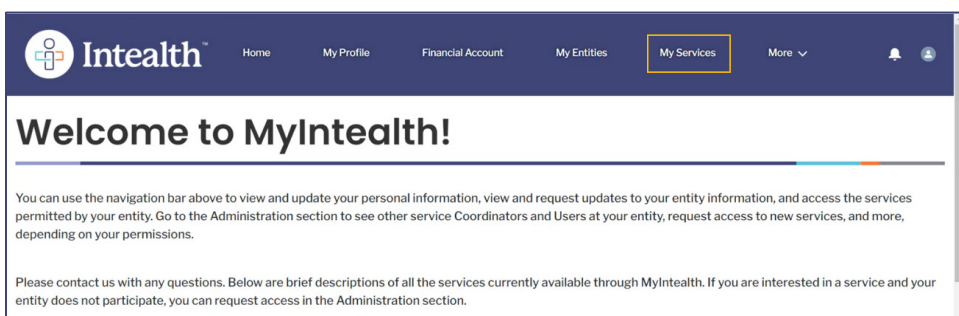 Intealth™ Home My Profile Financial Account My Entities My Services More
Welcome to MyIntealth!
You can use the navigation bar above to view and update your personal information, view and request updates to your entity information, and access the services
permitted by your entity. Go to the Administration section to see other service Coordinators and Users at your entity, request access to new services, and more,
depending on your permissions.
Please contact us with any questions. Below are brief descriptions of all the services currently available through MyIntealth. If you are interested in a service and your
entity does not participate, you can request access in the Administration section.